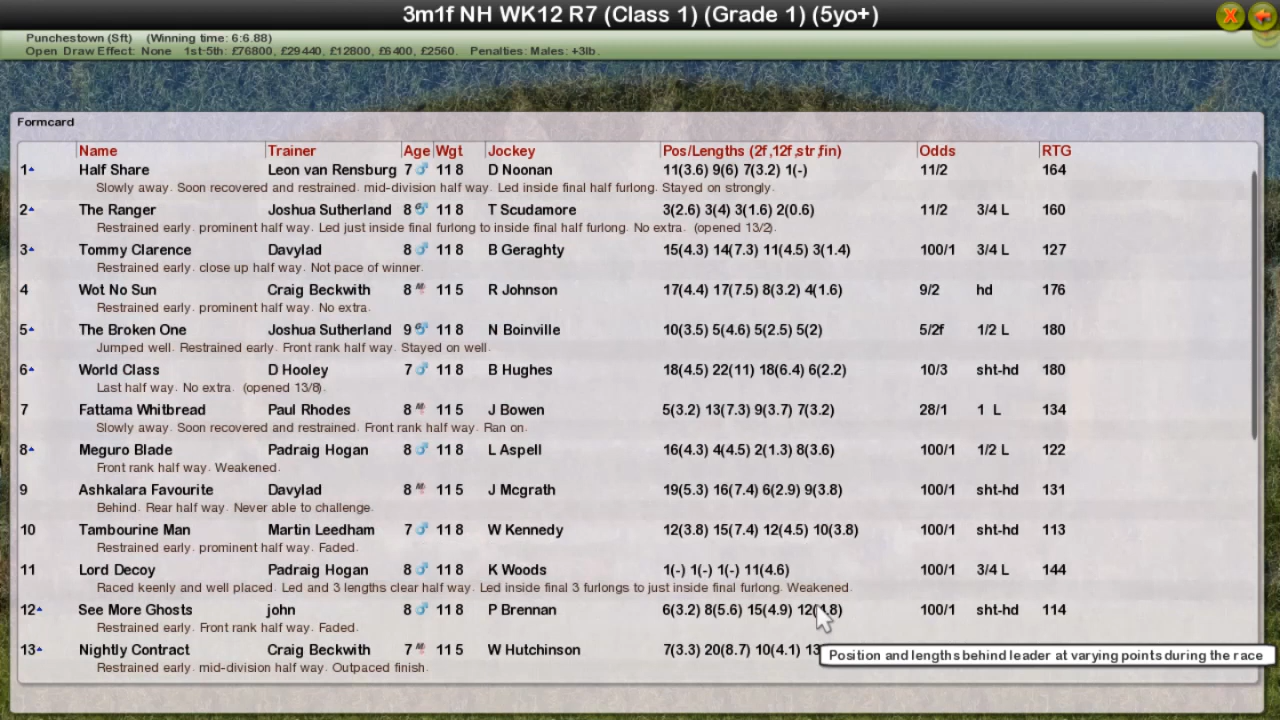 3m1f NH WK12 R7 (Class 1) (Grade 1) (5yo+)
Punchestown (Sft) (Winning time: 6:6.88)
Open Draw Effect: None 1st-5th: £76800, £29440, £12800, £6400, £2560. Penalties: Males: +3lb.
Formcard
Name Trainer Age Wgt Jockey Pos/Lengths (2f,12f,str,fin) Odds RTG
1 Half Share Leon van Rensburg 7 11 8 D Noonan 11(3.6) 9(6) 7(3.2) 1(-) 11/2 164
Slowly away. Soon recovered and restrained. mid-division half way. Led inside final half furlong. Stayed on strongly.
2 The Ranger Joshua Sutherland 8 11 8 T Scudamore 3(2.6) 3(4) 3(1.6) 2(0.6) 11/2 3/4 L 160
Restrained early. prominent half way. Led just inside final furlong to inside final half furlong. No extra. (opened 13/2)
3 Tommy Clarence Davylad 8 11 8 B Geraghty 15(4.3) 14(7.3) 11(4.5) 3(1.4) 100/1 3/4 L 127
Restrained early. close up half way. Not pace of winner.
4 Wot No Sun Craig Beckwith 8 11 5 R Johnson 17(4.4) 17(7.5) 8(3.2) 4(1.6) 9/2 hd 176
Restrained early. prominent half way. No extra.
5 The Broken One Joshua Sutherland 9 11 8 N Boinville 10(3.5) 5(4.6) 5(2.5) 5(2) 5/2f 1/2 L 180
Jumped well. Restrained early. Front rank half way. Stayed on well.
6 World Class D Hooley 7 11 8 B Hughes 18(4.5) 22(11) 18(6.4) 6(2.2) 10/3 sht-hd 180
Last half way. No extra. (opened 13/8)
7 Fattama Whitbread Paul Rhodes 8 11 5 J Bowen 5(3.2) 13(7.3) 9(3.7) 7(3.2) 28/1 1 L 134
Slowly away. Soon recovered and restrained. Front rank half way. Ran on.
8 Meguro Blade Padraig Hogan 8 11 8 L Aspell 16(4.3) 4(4.5) 2(1.3) 8(3.6) 100/1 1/2 L 122
Front rank half way. Weakened.
9 Ashkalara Favourite Davylad 8 11 5 J Mcgrath 19(5.3) 16(7.4) 6(2.9) 9(3.8) 100/1 sht-hd 131
Behind. Rear half way. Never able to challenge.
10 Tambourine Man Martin Leedham 7 11 8 W Kennedy 12(3.8) 15(7.4) 12(4.5) 10(3.8) 100/1 sht-hd 113
Restrained early. prominent half way. Faded.
11 Lord Decoy Padraig Hogan 8 11 8 K Woods 1(-) 1(-) 1(-) 11(4.6) 100/1 3/4 L 144
Raced keenly and well placed. Led and 3 lengths clear half way. Led inside final 3 furlongs to just inside final furlong. Weakened.
12 See More Ghosts john 8 11 8 P Brennan 6(3.2) 8(5.6) 15(4.9) 100/1 sht-hd 114
Restrained early. Front rank half way. Faded.
13 Nightly Contract Craig Beckwith 7 11 5 W Hutchinson 7(3.3) 20(8.7) 10(4.1)
Position and lengths behind leader at varying points during the race
Restrained early. mid-division half way. Outpaced finish.